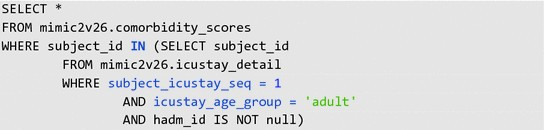 SELECT *
FROM mimic2v26.comorbidity_scores
WHERE subject_id IN (SELECT subject_id
        FROM mimic2v26.icustay_detail
        WHERE subject_icustay_seq = 1
                AND icustay_age_group = 'adult'
                AND hadm_id IS NOT null)